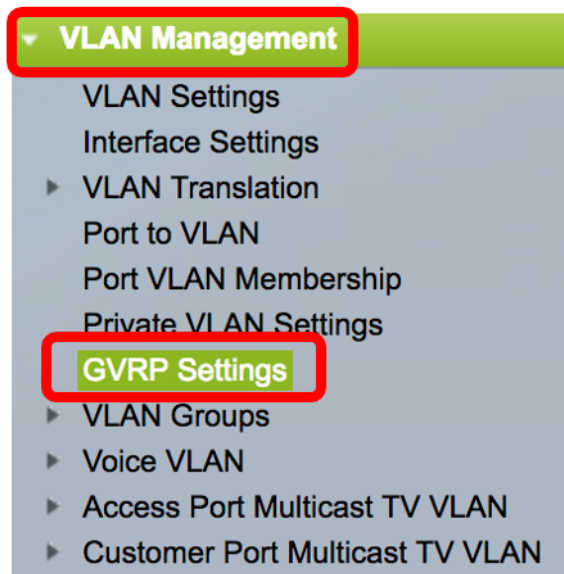 VLAN Management
VLAN Settings
Interface Settings
VLAN Translation
Port to VLAN
Port VLAN Membership
Private VLAN Settings
GVRP Settings
VLAN Groups
Voice VLAN
Access Port Multicast TV VLAN
Customer Port Multicast TV VLAN